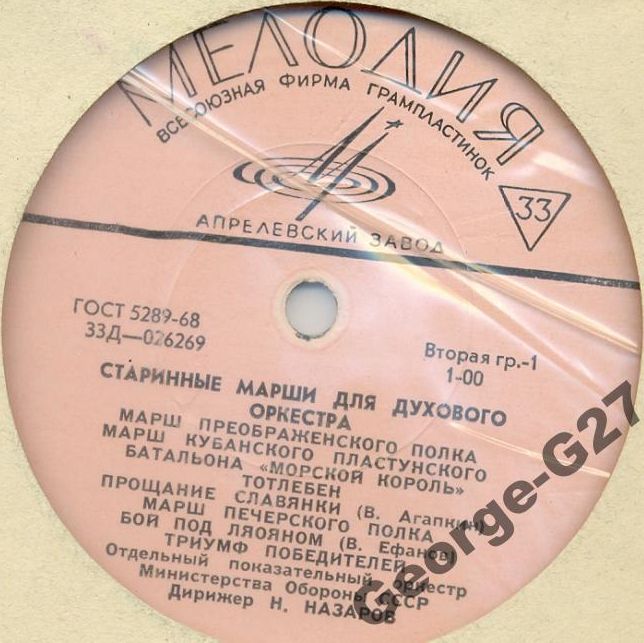 МЕЛОДИЯ
ВСЕСОЮЗНАЯ ФИРМА ГРАМПЛАСТИНОК
33
АПРЕЛЕВСКИЙ ЗАВОД
ГОСТ 5289-68
33Д—026269
Вторая гр.-1
1-00
СТАРИННЫЕ МАРШИ ДЛЯ ДУХОВОГО
ОРКЕСТРА
МАРШ ПРЕОБРАЖЕНСКОГО ПОЛКА
МАРШ КУБАНСКОГО ПЛАСТУНСКОГО
БАТАЛЬОНА «МОРСКОЙ КОРОЛЬ»
ТОТЛЕБЕН
ПРОЩАНИЕ СЛАВЯНКИ (В. Агапкин)
МАРШ ПЕЧЕРСКОГО ПОЛКА
БОЙ ПОД ЛЯОЯНОМ (В. Ефанов)
ТРИУМФ ПОБЕДИТЕЛЕЙ
Отдельный показательный оркестр
Министерства Обороны СССР
Дирижер Н. НАЗАРОВ
George-G27